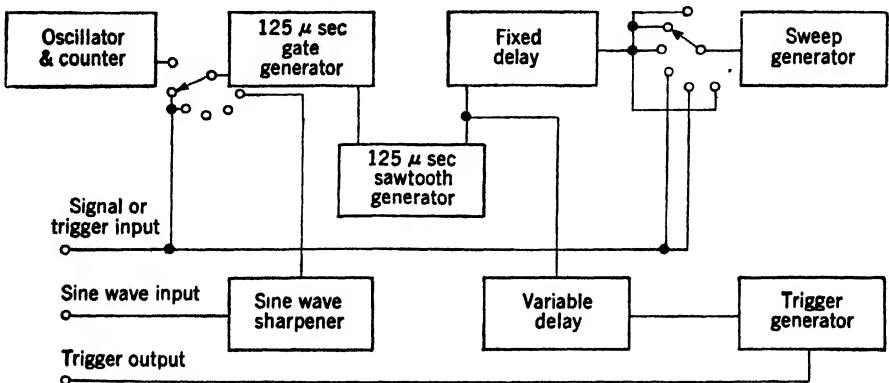 Oscillator
& counter
125 μ sec
gate
generator
Fixed
delay
Sweep
generator
125 μ sec
sawtooth
generator
Signal or
trigger input
Sine wave input
Sine wave
sharpener
Variable
delay
Trigger
generator
Trigger output